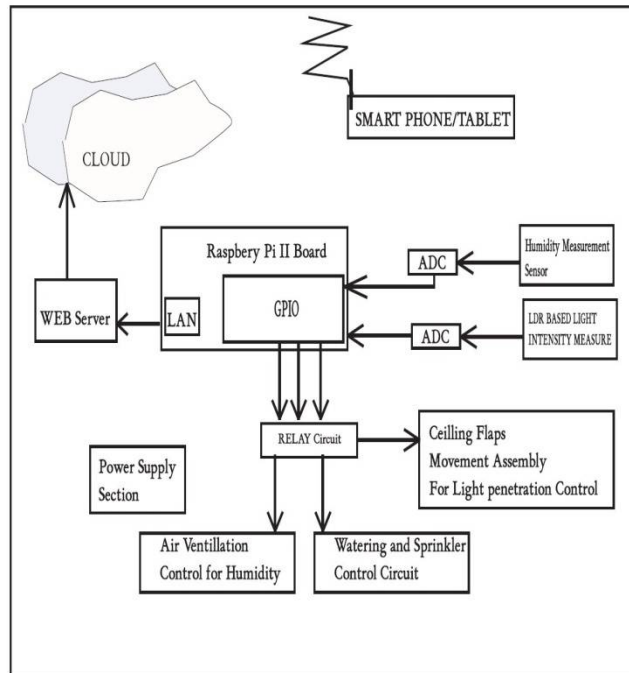 SMART PHONE/TABLET
CLOUD
Raspbery Pi II Board
ADC
Humidity Measurement
Sensor
GPIO
WEB Server
LAN
ADC
LDR BASED LIGHT
INTENSITY MEASURE
RELAY Circuit
Ceilling Flaps
Movement Assembly
For Light penetration Control
Power Supply
Section
Air Ventillation
Control for Humidity
Watering and Sprinkler
Control Circuit